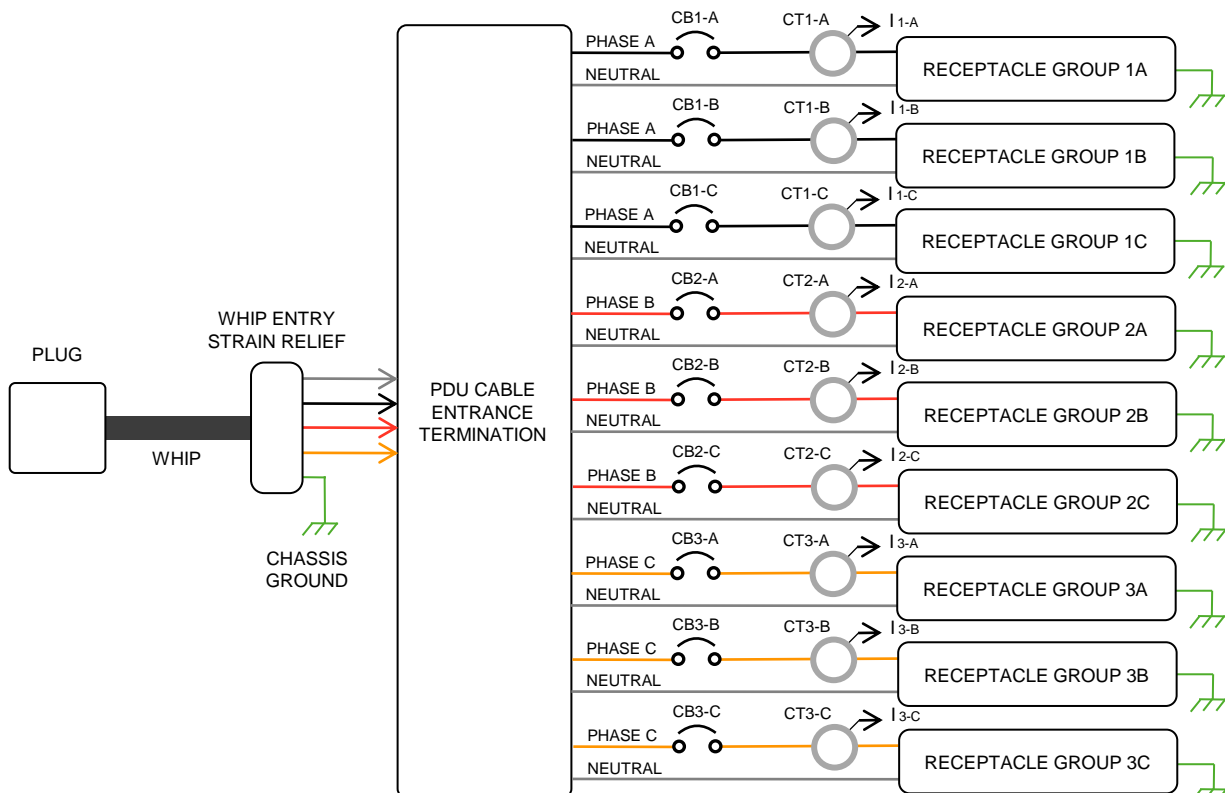 PLUG
WHIP
WHIP ENTRY
STRAIN RELIEF
CHASSIS
GROUND
PDU CABLE
ENTRANCE
TERMINATION
CB1-A
CT1-A
I 1-A
PHASE A
NEUTRAL
RECEPTACLE GROUP 1A
CB1-B
CT1-B
I 1-B
PHASE A
NEUTRAL
RECEPTACLE GROUP 1B
CB1-C
CT1-C
I 1-C
PHASE A
NEUTRAL
RECEPTACLE GROUP 1C
CB2-A
CT2-A
I 2-A
PHASE B
NEUTRAL
RECEPTACLE GROUP 2A
CB2-B
CT2-B
I 2-B
PHASE B
NEUTRAL
RECEPTACLE GROUP 2B
CB2-C
CT2-C
I 2-C
PHASE B
NEUTRAL
RECEPTACLE GROUP 2C
CB3-A
CT3-A
I 3-A
PHASE C
NEUTRAL
RECEPTACLE GROUP 3A
CB3-B
CT3-B
I 3-B
PHASE C
NEUTRAL
RECEPTACLE GROUP 3B
CB3-C
CT3-C
I 3-C
PHASE C
NEUTRAL
RECEPTACLE GROUP 3C